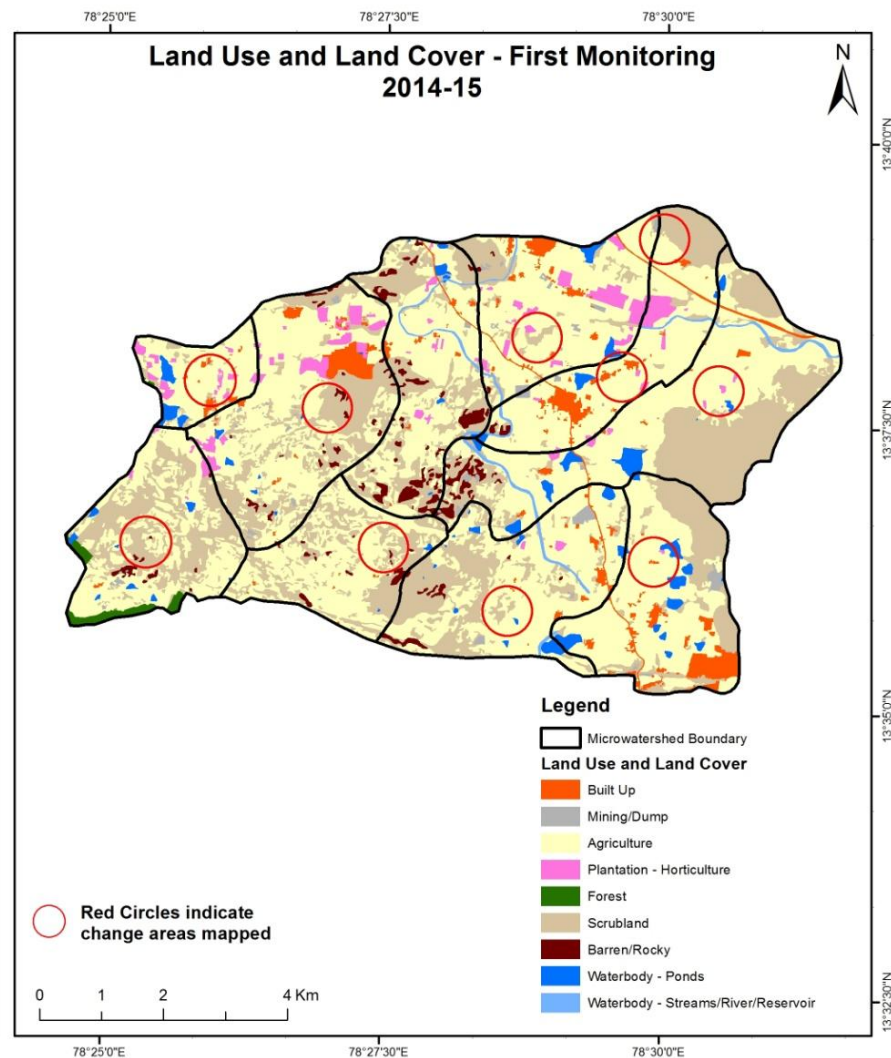 78°25'0"E 78°27'30"E 78°30'0"E
Land Use and Land Cover - First Monitoring
2014-15
N
13°40'0"N
13°37'30"N
13°35'0"N
13°32'30"N
Legend
Microwatershed Boundary
Land Use and Land Cover
Built Up
Mining/Dump
Agriculture
Plantation - Horticulture
Forest
Scrubland
Barren/Rocky
Waterbody - Ponds
Waterbody - Streams/River/Reservoir
Red Circles indicate
change areas mapped
0 1 2 4 Km
78°25'0"E 78°27'30"E 78°30'0"E